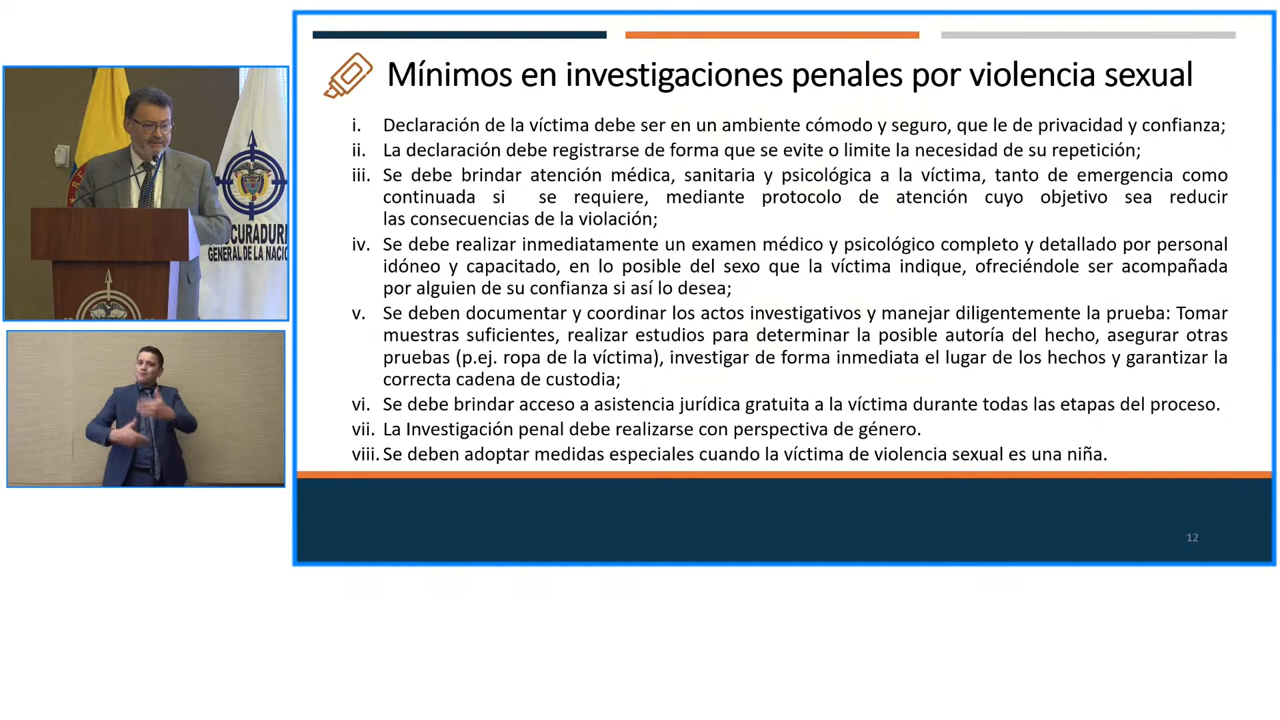 Mínimos en investigaciones penales por violencia sexual
i. Declaración de la víctima debe ser en un ambiente cómodo y seguro, que le de privacidad y confianza;
ii. La declaración debe registrarse de forma que se evite o limite la necesidad de su repetición;
iii. Se debe brindar atención médica, sanitaria y psicológica a la víctima, tanto de emergencia como
continuada si se requiere, mediante protocolo de atención cuyo objetivo sea reducir
las consecuencias de la violación;
iv. Se debe realizar inmediatamente un examen médico y psicológico completo y detallado por personal
idóneo y capacitado, en lo posible del sexo que la víctima indique, ofreciéndole ser acompañada
por alguien de su confianza si así lo desea;
v. Se deben documentar y coordinar los actos investigativos y manejar diligentemente la prueba: Tomar
muestras suficientes, realizar estudios para determinar la posible autoría del hecho, asegurar otras
pruebas (p.ej. ropa de la víctima), investigar de forma inmediata el lugar de los hechos y garantizar la
correcta cadena de custodia;
vi. Se debe brindar acceso a asistencia jurídica gratuita a la víctima durante todas las etapas del proceso.
vii. La Investigación penal debe realizarse con perspectiva de género.
viii. Se deben adoptar medidas especiales cuando la víctima de violencia sexual es una niña.
12
CURADURI
GENERAL DE LA NACIO